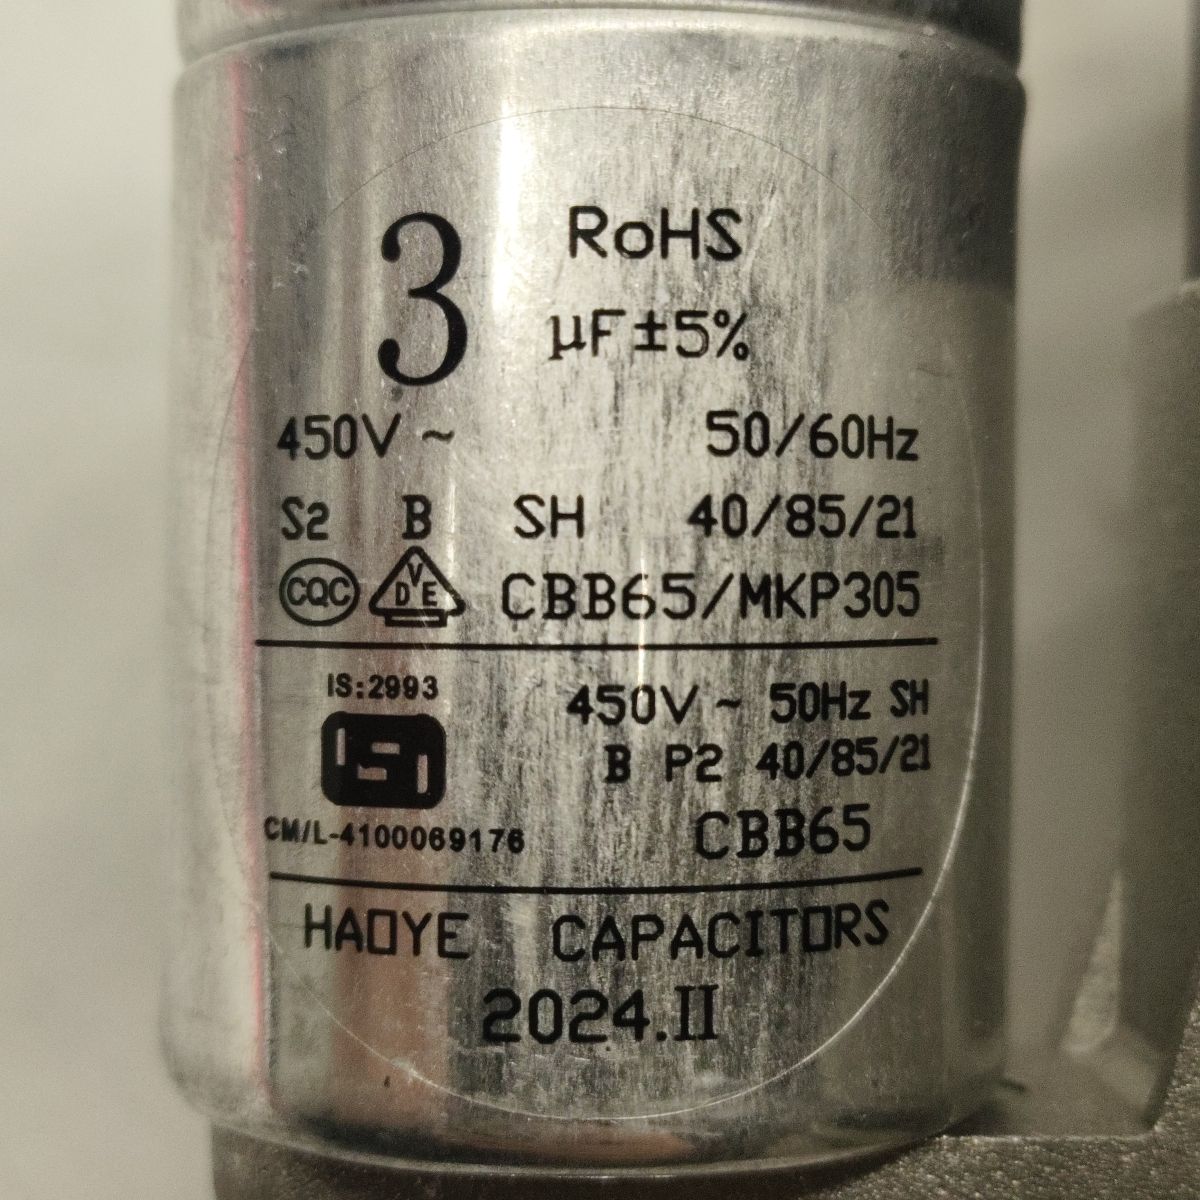 3 RoHS
µF±5%
450V ~ 50/60Hz
S2 B SH 40/85/21
CQC VDE CBB65/MKP305
IS:2993
450V ~ 50Hz SH
B P2 40/85/21
CM/L-4100069176
CBB65
HAOYE CAPACITORS
2024.II